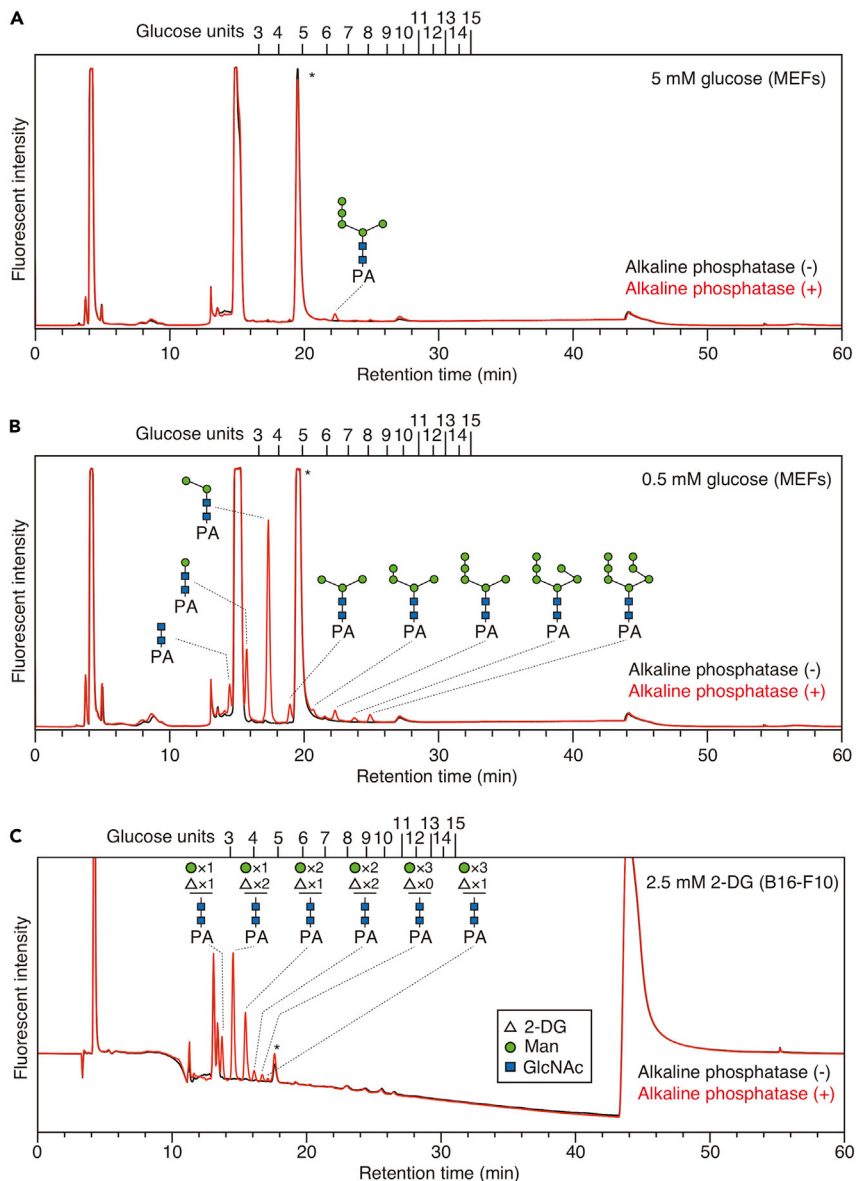 A
Glucose units 3 4 5 6 7 8 9 10 11 12 13 14 15
5 mM glucose (MEFs)
*
PA
Alkaline phosphatase (-)
Alkaline phosphatase (+)
Fluorescent intensity
0 10 20 30 40 50 60
Retention time (min)
B
Glucose units 3 4 5 6 7 8 9 10 11 12 13 14 15
0.5 mM glucose (MEFs)
*
PA
PA
PA
PA PA PA PA PA
Alkaline phosphatase (-)
Alkaline phosphatase (+)
Fluorescent intensity
0 10 20 30 40 50 60
Retention time (min)
C
Glucose units 3 4 5 6 7 8 9 10 11 12 13 14 15
×1 ×1 ×2 ×2 ×3 ×3
△×1 △×2 △×1 △×2 △×0 △×1
PA PA PA PA PA PA
2.5 mM 2-DG (B16-F10)
△ 2-DG
Man
GlcNAc
*
Alkaline phosphatase (-)
Alkaline phosphatase (+)
Fluorescent intensity
0 10 20 30 40 50 60
Retention time (min)